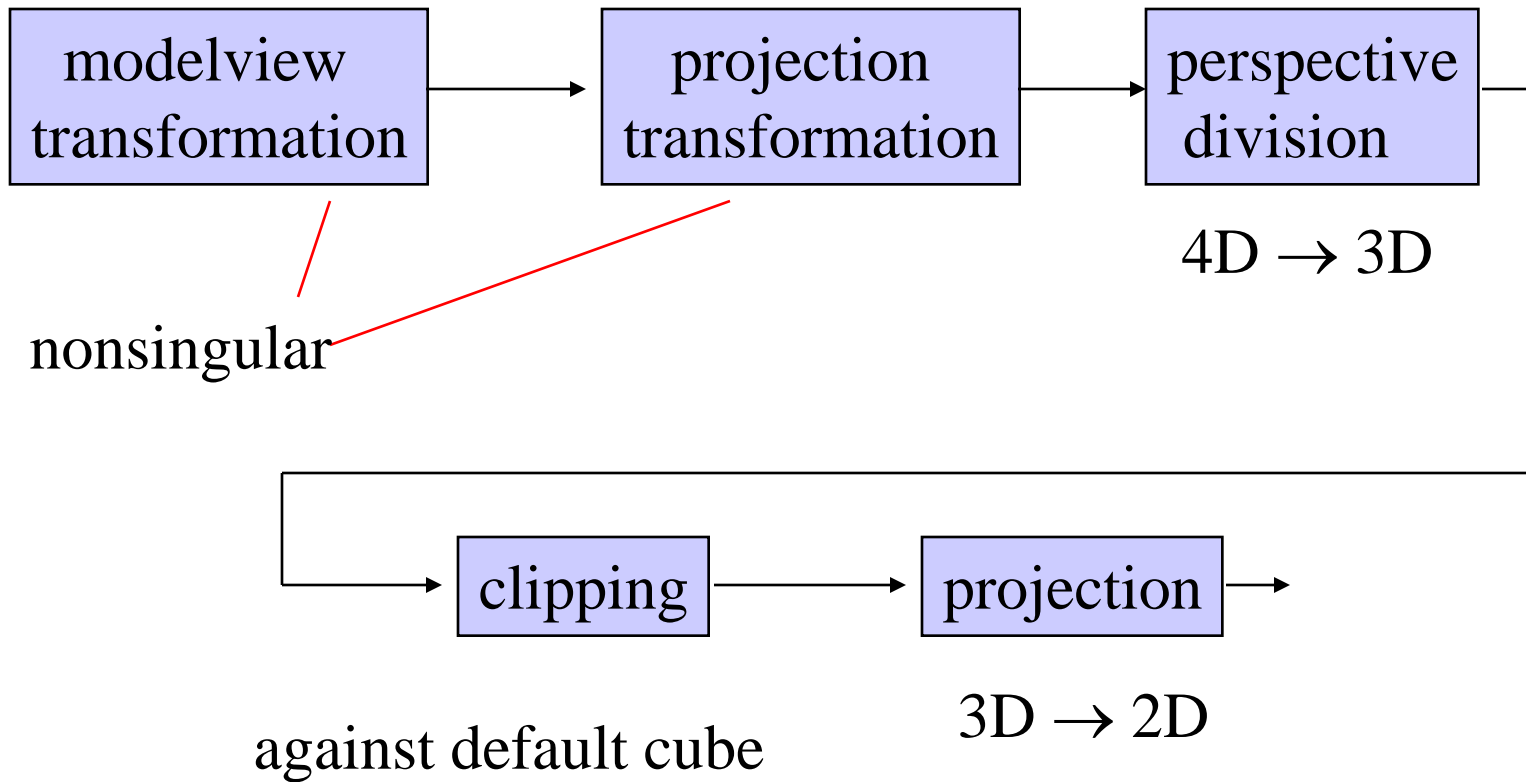 modelview
transformation
projection
transformation
perspective
division
4D → 3D
nonsingular
clipping
projection
against default cube
3D → 2D